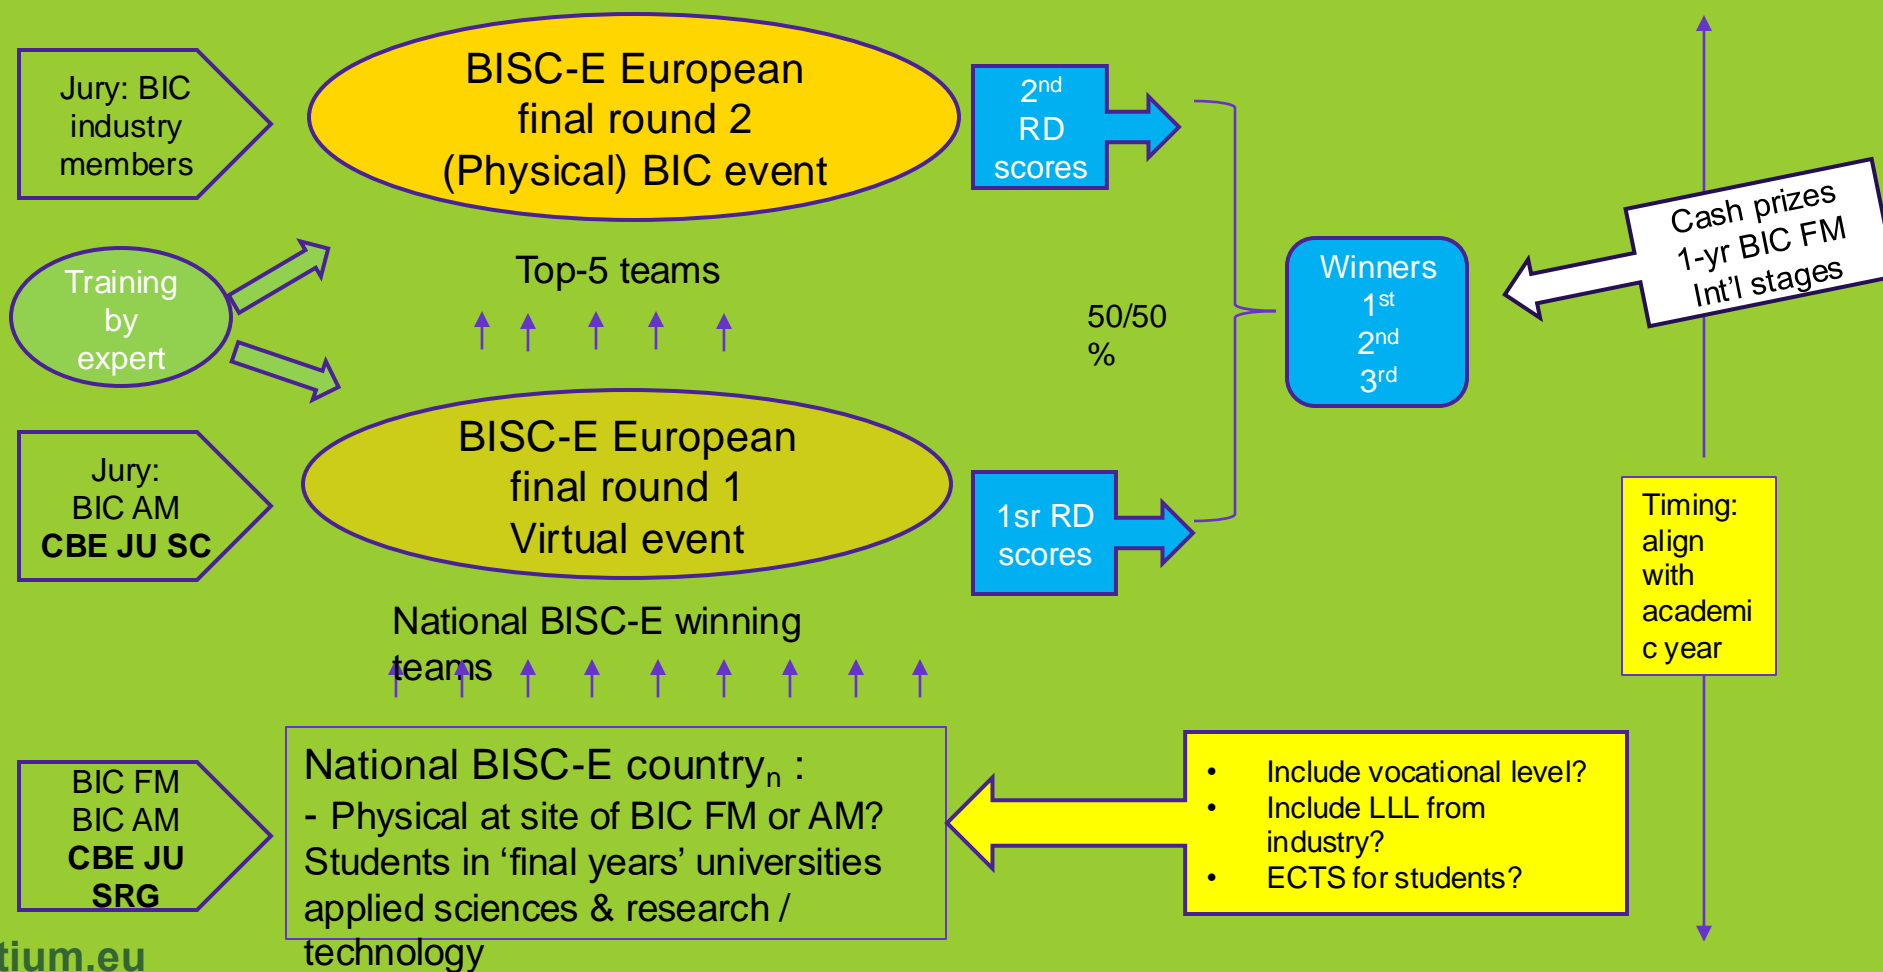 Jury: BIC
industry
members
BISC-E European
final round 2
(Physical) BIC event
2nd
RD
scores
Cash prizes
1-yr BIC FM
Int'l stages
Training
by
expert
Top-5 teams
50/50
%
Winners
1st
2nd
3rd
Jury:
BIC AM
CBE JU SC
BISC-E European
final round 1
Virtual event
1sr RD
scores
Timing:
align
with
academi
c year
National BISC-E winning
teams
BIC FM
BIC AM
CBE JU
SRG
National BISC-E countryn :
- Physical at site of BIC FM or AM?
Students in ‘final years’ universities
applied sciences & research /
technology
• Include vocational level?
• Include LLL from
industry?
• ECTS for students?
tium.eu